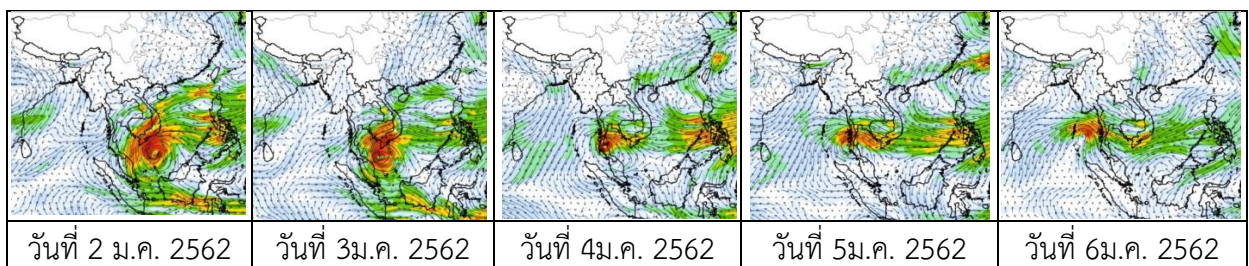 วันที่ 2 ม.ค. 2562
วันที่ 3ม.ค. 2562
วันที่ 4ม.ค. 2562
วันที่ 5ม.ค. 2562
วันที่ 6ม.ค. 2562